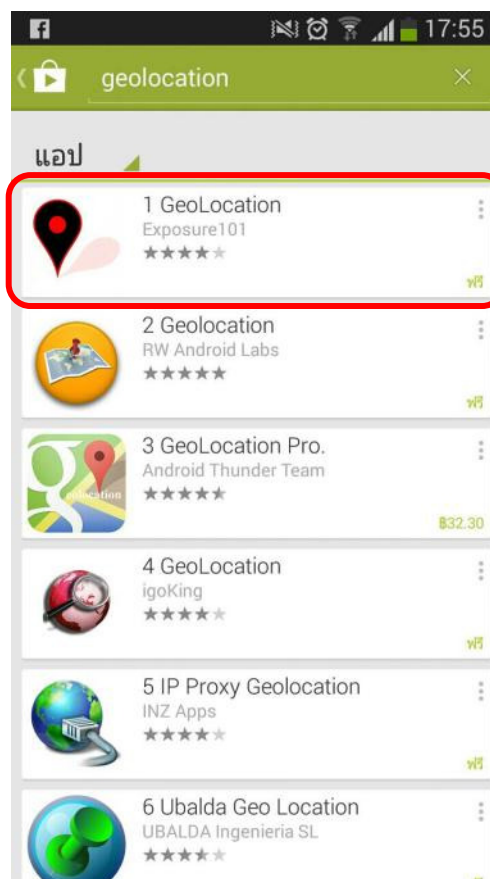 17:55
geolocation
แอป
1 GeoLocation
Exposure101
ฟรี
2 Geolocation
RW Android Labs
ฟรี
3 GeoLocation Pro.
Android Thunder Team
geolocation
฿32.30
4 GeoLocation
igoKing
ฟรี
5 IP Proxy Geolocation
INZ Apps
ฟรี
6 Ubalda Geo Location
UBALDA Ingenieria SL